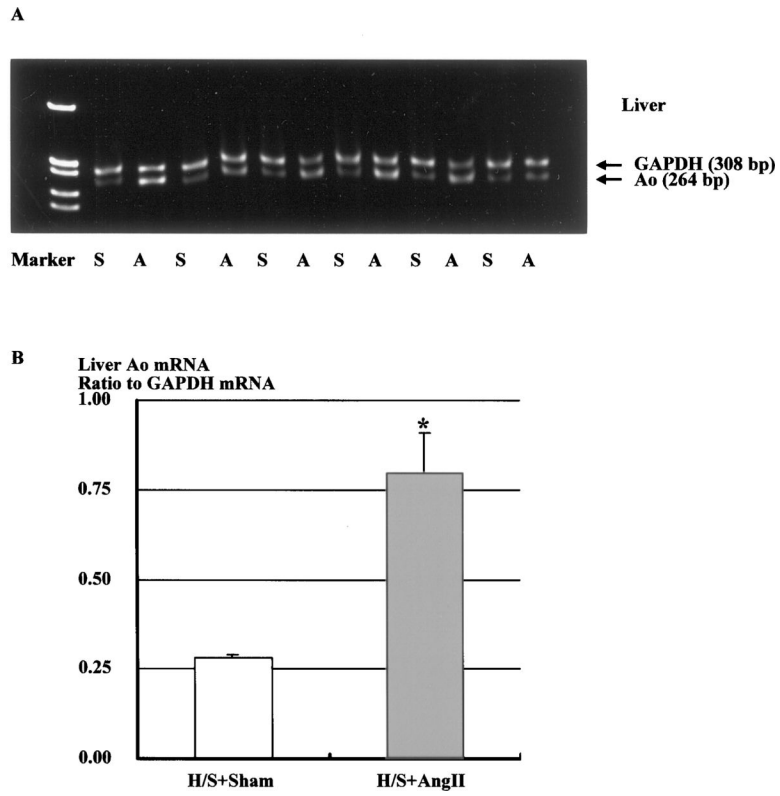 A
Liver
GAPDH (308 bp)
Ao (264 bp)
Marker S A S A S A S A S A S A
B
Liver Ao mRNA
Ratio to GAPDH mRNA
1.00
*
0.75
0.50
0.25
0.00
H/S+Sham H/S+AngII